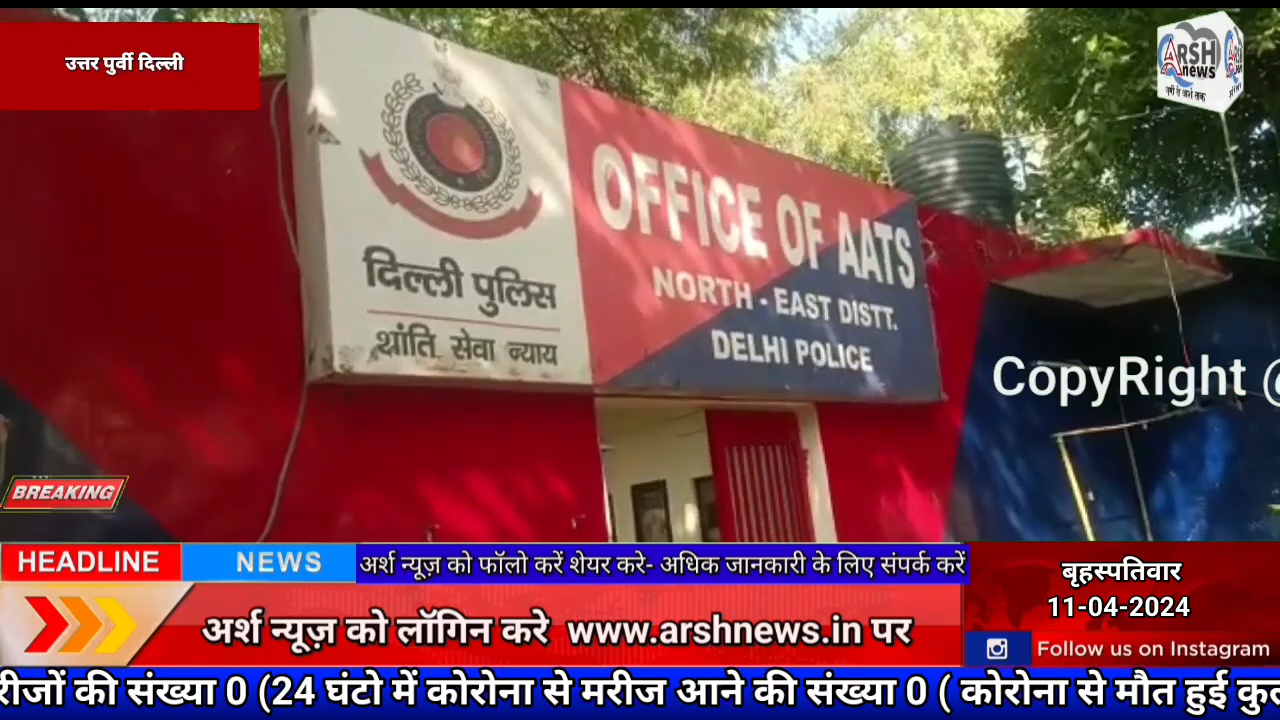 उत्तर पुर्वी दिल्ली
ARSH
news
OFFICE OF AATS
NORTH - EAST DISTT.
DELHI POLICE
दिल्ली पुलिस
शांति सेवा न्याय
CopyRight @
BREAKING
HEADLINE NEWS अर्श न्यूज़ को फॉलो करें शेयर करे- अधिक जानकारी के लिए संपर्क करें
बृहस्पतिवार
11-04-2024
अर्श न्यूज़ को लॉगिन करे www.arshnews.in पर
Follow us on Instagram
संख्या 0 (24 घंटो में कोरोना से मरीज आने की संख्या 0 ( कोरोना से मौत हुई